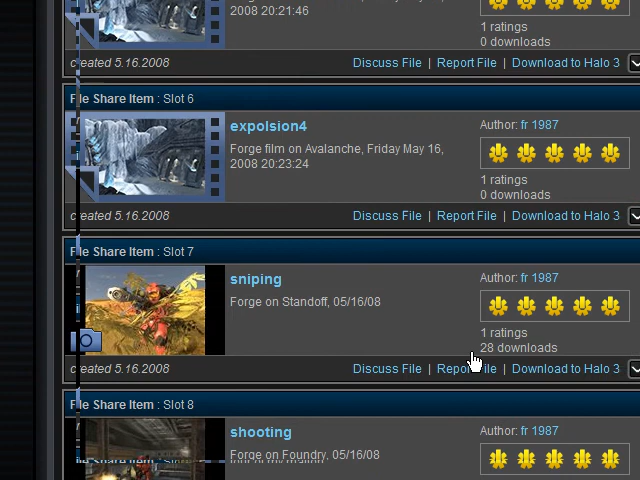 2008 20:21:46
1 ratings
0 downloads
created 5.16.2008
Discuss File | Report File | Download to Halo 3
File Share Item : Slot 6
expolsion4
Author: fr 1987
Forge film on Avalanche, Friday May 16,
2008 20:23:24
1 ratings
0 downloads
created 5.16.2008
Discuss File | Report File | Download to Halo 3
File Share Item : Slot 7
sniping
Author: fr 1987
Forge on Standoff, 05/16/08
1 ratings
28 downloads
created 5.16.2008
Discuss File | Report File | Download to Halo 3
File Share Item : Slot 8
shooting
Author: fr 1987
Forge on Foundry, 05/16/08